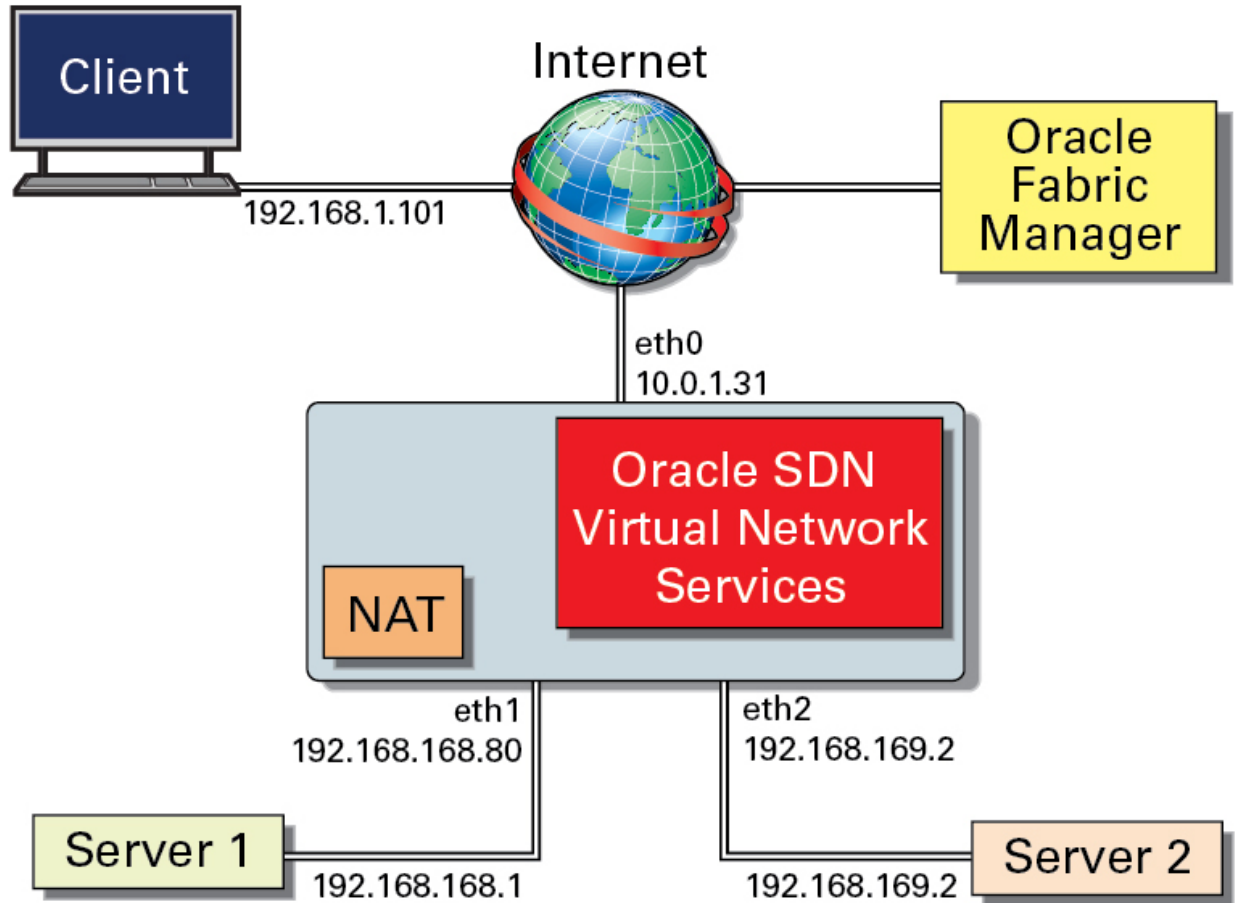 Client
Internet
Oracle
Fabric
Manager
192.168.1.101
eth0
10.0.1.31
Oracle SDN
Virtual Network
Services
NAT
eth1
192.168.168.80
eth2
192.168.169.2
Server 1
192.168.168.1
Server 2
192.168.169.2